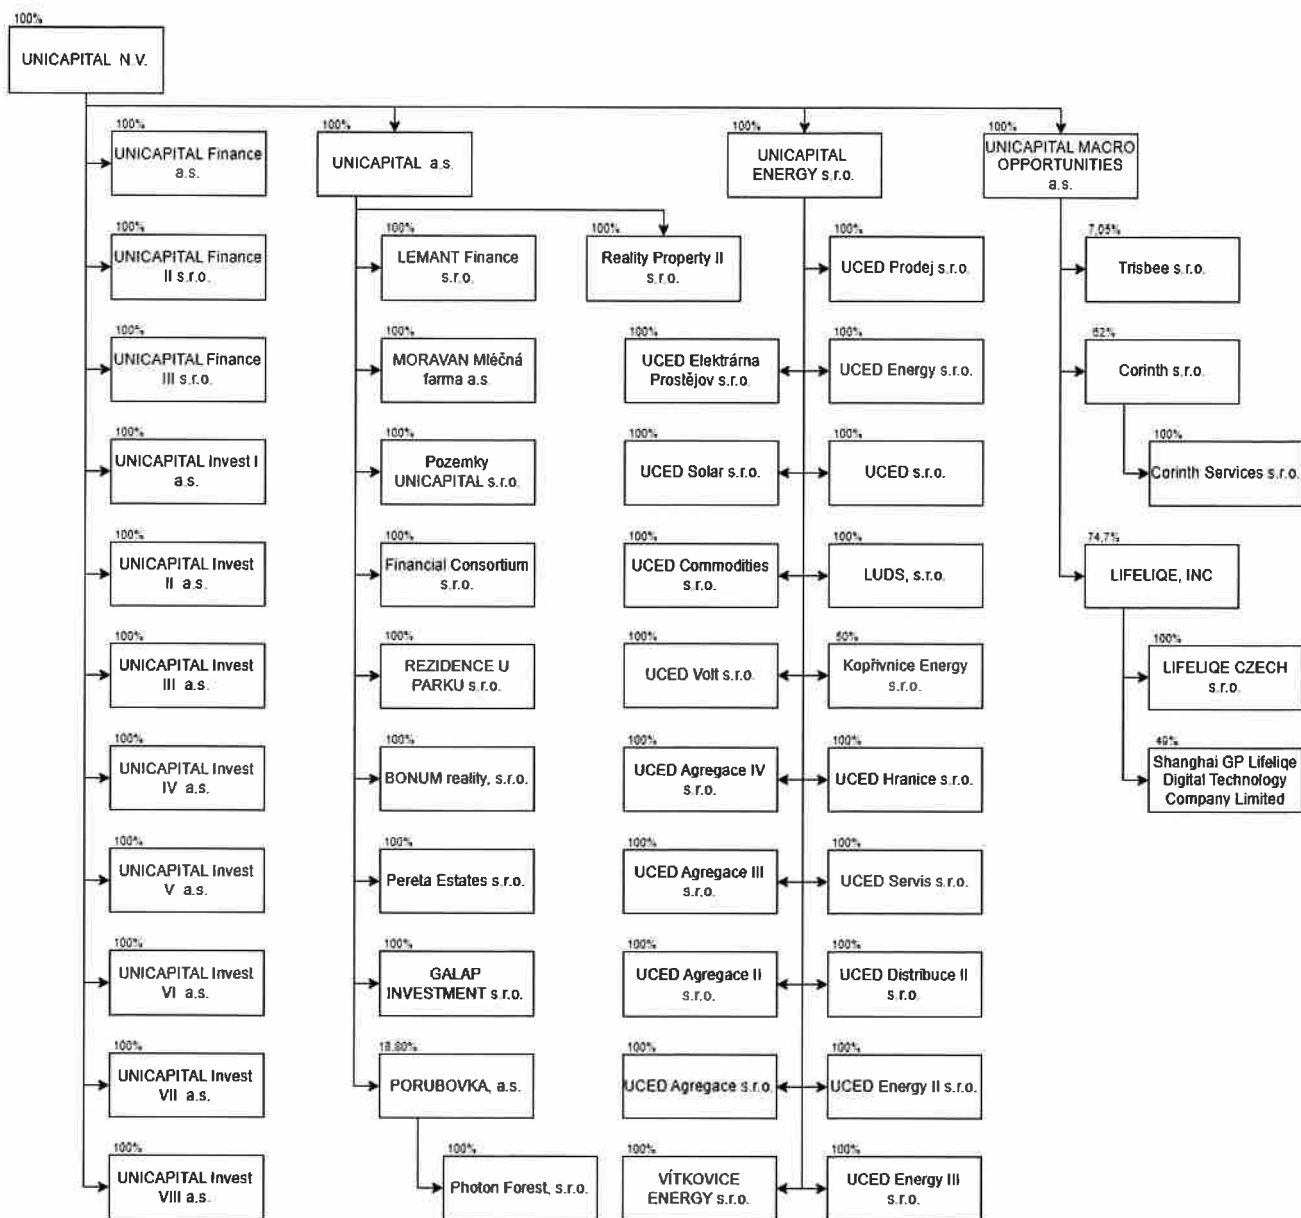 100%
UNICAPITAL N.V.
100%
UNICAPITAL Finance
a.s.
100%
UNICAPITAL Finance
II s.r.o.
100%
UNICAPITAL Finance
III s.r.o.
100%
UNICAPITAL Invest I
a.s.
100%
UNICAPITAL Invest
II a.s.
100%
UNICAPITAL Invest
III a.s.
100%
UNICAPITAL Invest
IV a.s.
100%
UNICAPITAL Invest
V a.s.
100%
UNICAPITAL Invest
VI a.s.
100%
UNICAPITAL Invest
VII a.s.
100%
UNICAPITAL Invest
VIII a.s.
100%
UNICAPITAL a.s.
100%
LEMANT Finance
s.r.o.
100%
MORAVAN Mléčná
farma a.s.
100%
Pozemky
UNICAPITAL s.r.o.
100%
Financial Consortium
s.r.o.
100%
REZIDENCE U
PARKU s.r.o.
100%
BONUM reality, s.r.o.
100%
Pereta Estates s.r.o.
100%
GALAP
INVESTMENT s.r.o.
18,80%
PORUBOVKA, a.s.
100%
Photon Forest, s.r.o.
100%
Reality Property II
s.r.o.
100%
UNICAPITAL
ENERGY s.r.o.
100%
UCED Prodej s.r.o.
100%
UCED Elektrárna
Prostějov s.r.o.
100%
UCED Energy s.r.o.
100%
UCED Solar s.r.o.
100%
UCED s.r.o.
100%
UCED Commodities
s.r.o.
100%
LUDS, s.r.o.
100%
UCED Volt s.r.o.
50%
Kopřivnice Energy
s.r.o.
100%
UCED Agregace IV
s.r.o.
100%
UCED Hranice s.r.o.
100%
UCED Agregace III
s.r.o.
100%
UCED Servis s.r.o.
100%
UCED Agregace II
s.r.o.
100%
UCED Distribuce II
s.r.o.
100%
UCED Agregace s.r.o.
100%
UCED Energy II s.r.o.
100%
VÍTKOVICE
ENERGY s.r.o.
100%
UCED Energy III
s.r.o.
100%
UNICAPITAL MACRO
OPPORTUNITIES
a.s.
7,05%
Trisbee s.r.o.
62%
Corinth s.r.o.
100%
Corinth Services s.r.o.
74,7%
LIFELIQE, INC
100%
LIFELIQE CZECH
s.r.o.
49%
Shanghai GP Lifeliqe
Digital Technology
Company Limited